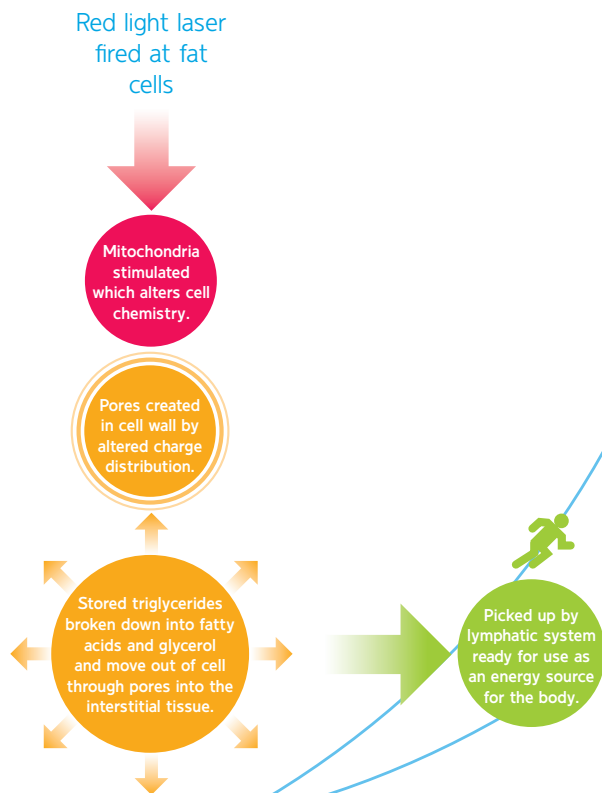 Red light laser
fired at fat
cells
Mitochondria
stimulated
which alters cell
chemistry.
Pores created
in cell wall by
altered charge
distribution.
Stored triglycerides
broken down into fatty
acids and glycerol
and move out of cell
through pores into the
interstitial tissue.
Picked up by
lymphatic system
ready for use as
an energy source
for the body.